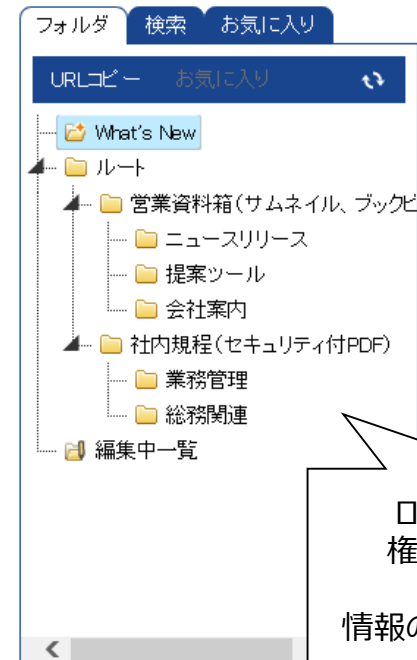 フォルダ 検索 お気に入り
URLコピー お気に入り
What's New
ルート
営業資料箱(サムネイル、ブックビ
ニュースリリース
提案ツール
会社案内
社内規程(セキュリティ付PDF)
業務管理
総務関連
編集中一覧
ロ
権
情報の